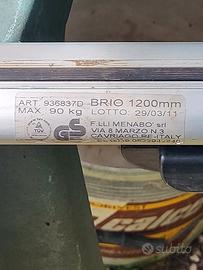 ART. 936837D BRIO 1200mm
MAX. 90 kg LOTTO: 29/03/11
F.LLI MENABO' srl
VIA 8 MARZO N.3
CAVRIAGO-RE-ITALY
TÜV
GS
subito